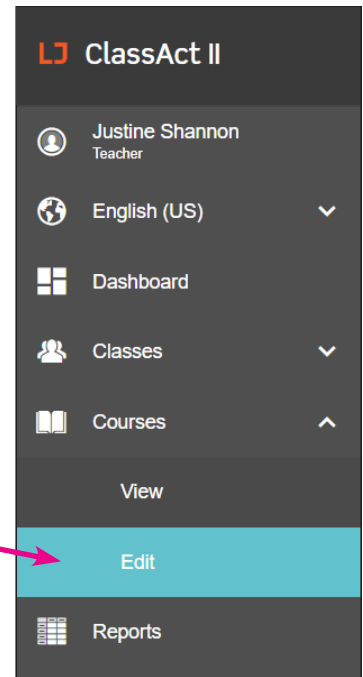 LJ ClassAct II
Justine Shannon
Teacher
English (US)
Dashboard
Classes
Courses
View
Edit
Reports